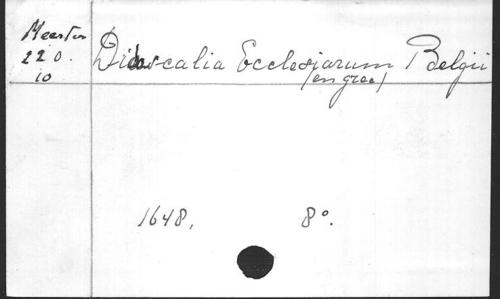 Meester
220.
10
Didascalia Ecclesiarum Belgii
(en grec)
1648, 8°.